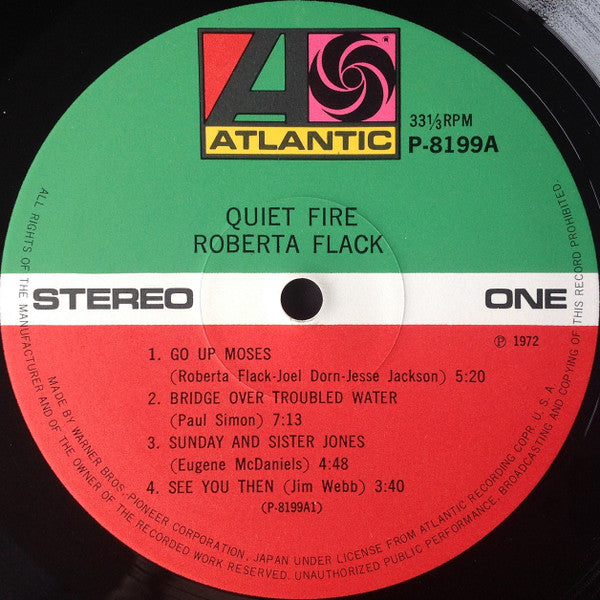 ATLANTIC
33⅓RPM
P-8199A
QUIET FIRE
ROBERTA FLACK
STEREO
ONE
℗ 1972
1. GO UP MOSES
(Roberta Flack-Joel Dorn-Jesse Jackson) 5:20
2. BRIDGE OVER TROUBLED WATER
(Paul Simon) 7:13
3. SUNDAY AND SISTER JONES
(Eugene McDaniels) 4:48
4. SEE YOU THEN (Jim Webb) 3:40
(P-8199A1)
MADE BY WARNER BROS. PIONEER CORPORATION, JAPAN UNDER LICENSE FROM ATLANTIC RECORDING COPR. U. S. A.
ALL RIGHTS OF THE MANUFACTURER AND OF THE OWNER OF THE RECORDED WORK RESERVED. UNAUTHORIZED PUBLIC PERFORMANCE, BROADCASTING AND COPYING OF THIS RECORD PROHIBITED.